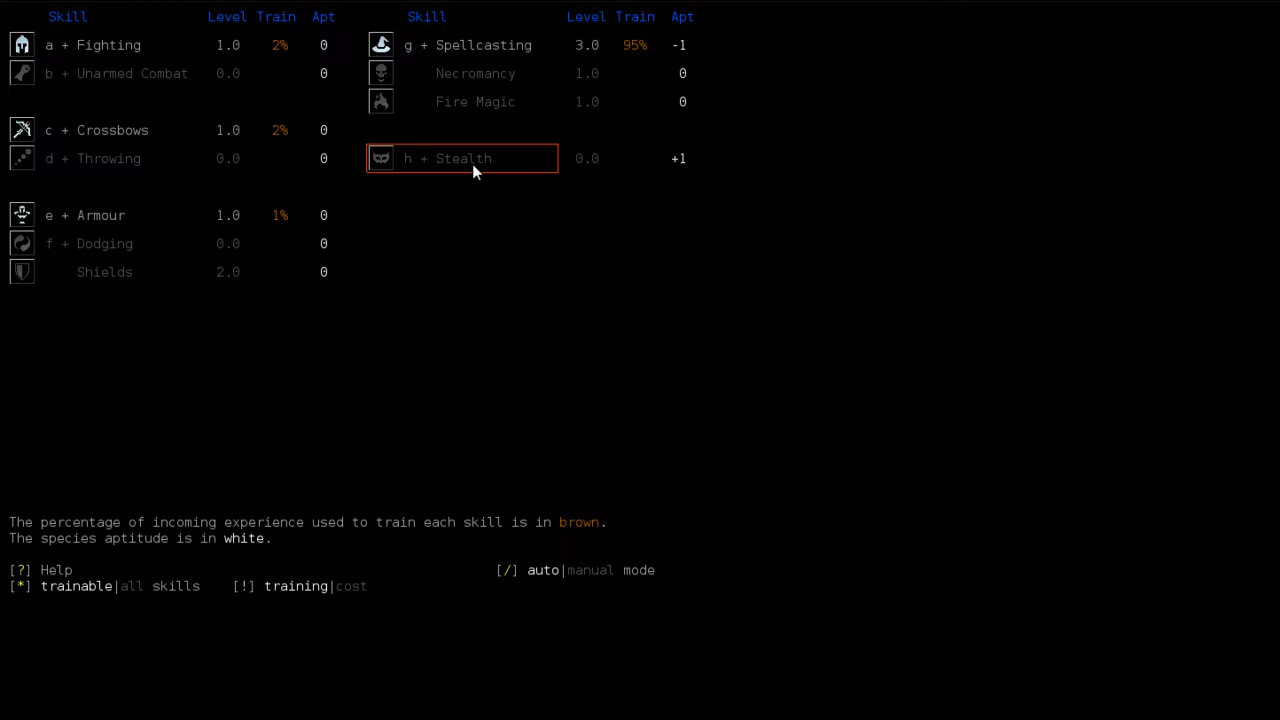 Skill Level Train Apt Skill Level Train Apt
a + Fighting 1.0 2% 0 g + Spellcasting 3.0 95% -1
b + Unarmed Combat 0.0 0 Necromancy 1.0 0
Fire Magic 1.0 0
c + Crossbows 1.0 2% 0
d + Throwing 0.0 0 h + Stealth 0.0 +1
e + Armour 1.0 1% 0
f + Dodging 0.0 0
Shields 2.0 0
The percentage of incoming experience used to train each skill is in brown.
The species aptitude is in white.
[?] Help [/] auto|manual mode
[*] trainable|all skills [!] training|cost